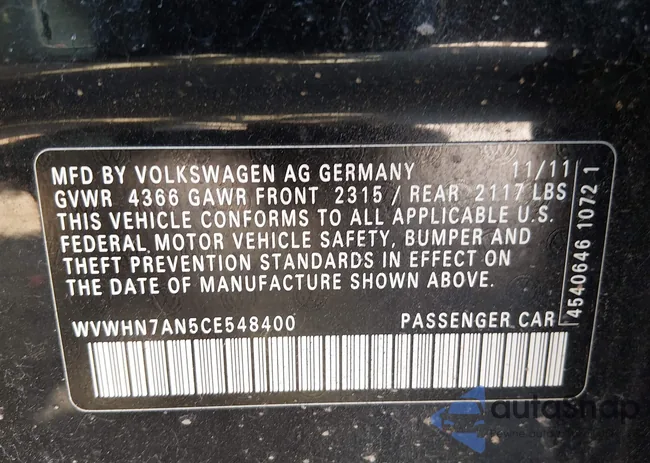 MFD BY VOLKSWAGEN AG GERMANY 11/11
GVWR 4366 GAWR FRONT 2315 / REAR 2117 LBS
THIS VEHICLE CONFORMS TO ALL APPLICABLE U.S.
FEDERAL MOTOR VEHICLE SAFETY, BUMPER AND
THEFT PREVENTION STANDARDS IN EFFECT ON
THE DATE OF MANUFACTURE SHOWN ABOVE.
WVWHN7AN5CE548400 PASSENGER CAR
4540646 10721
autasnap